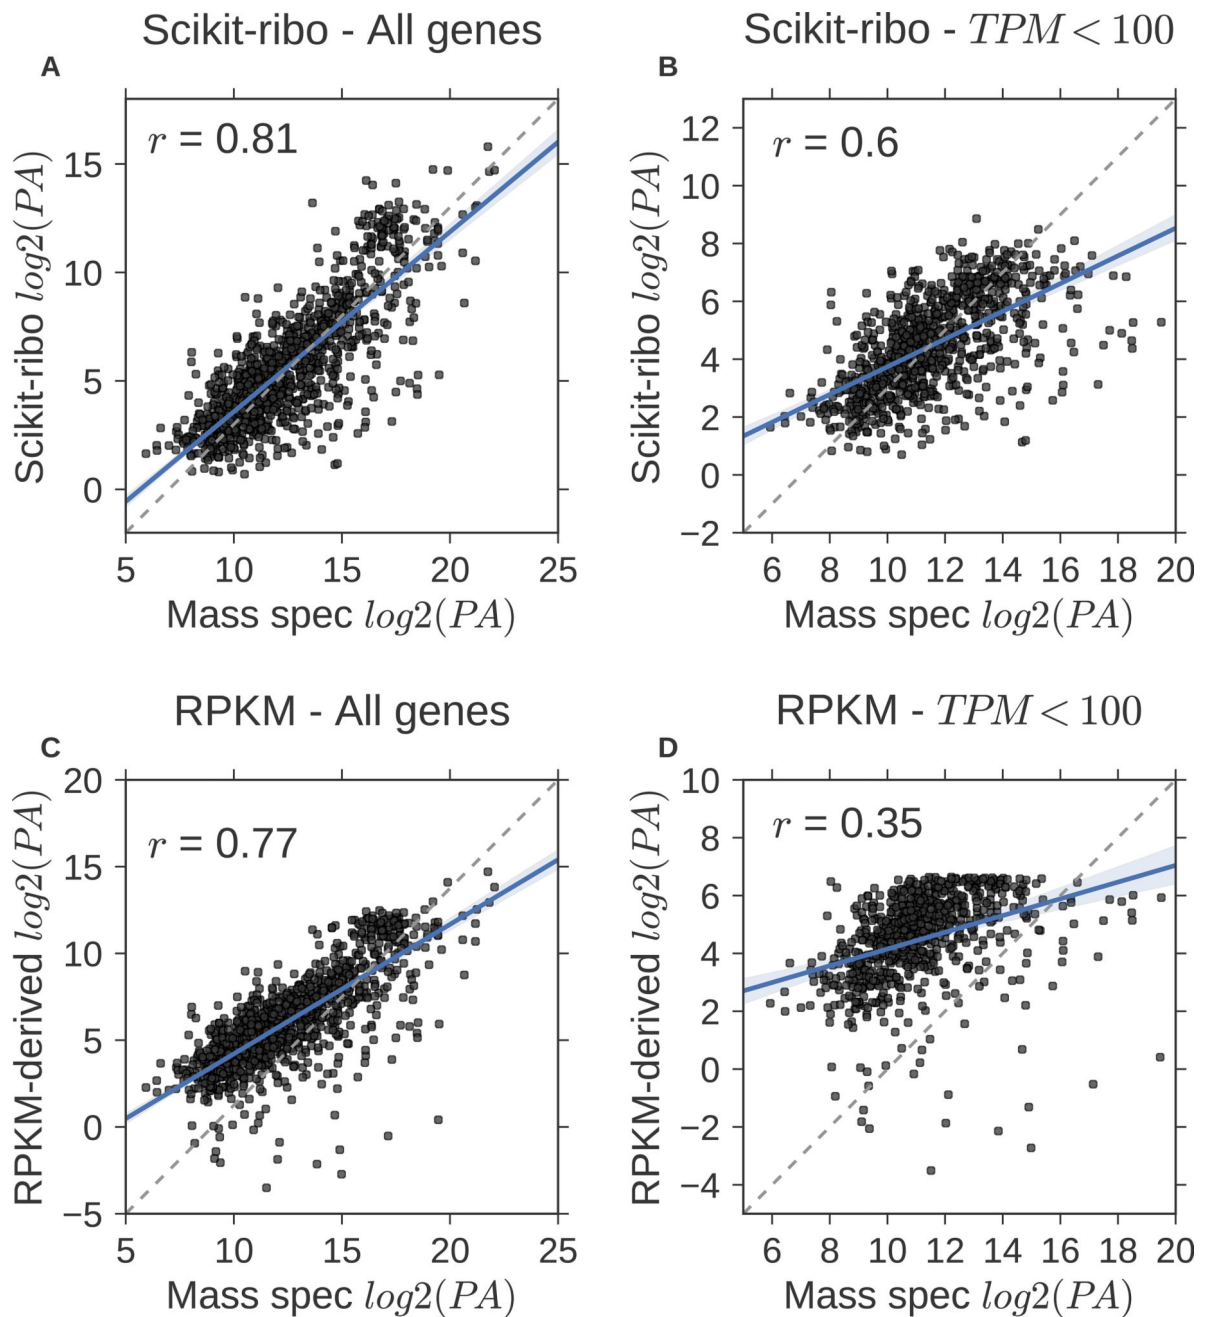 Scikit-ribo - All genes
A
r = 0.81
Scikit-ribo log2(PA)
15
10
5
0
5 10 15 20 25
Mass spec log2(PA)
Scikit-ribo - TPM < 100
B
r = 0.6
Scikit-ribo log2(PA)
12
10
8
6
4
2
0
−2
6 8 10 12 14 16 18 20
Mass spec log2(PA)
RPKM - All genes
C
r = 0.77
RPKM-derived log2(PA)
20
15
10
5
0
−5
5 10 15 20 25
Mass spec log2(PA)
RPKM - TPM < 100
D
r = 0.35
RPKM-derived log2(PA)
10
8
6
4
2
0
−2
−4
6 8 10 12 14 16 18 20
Mass spec log2(PA)